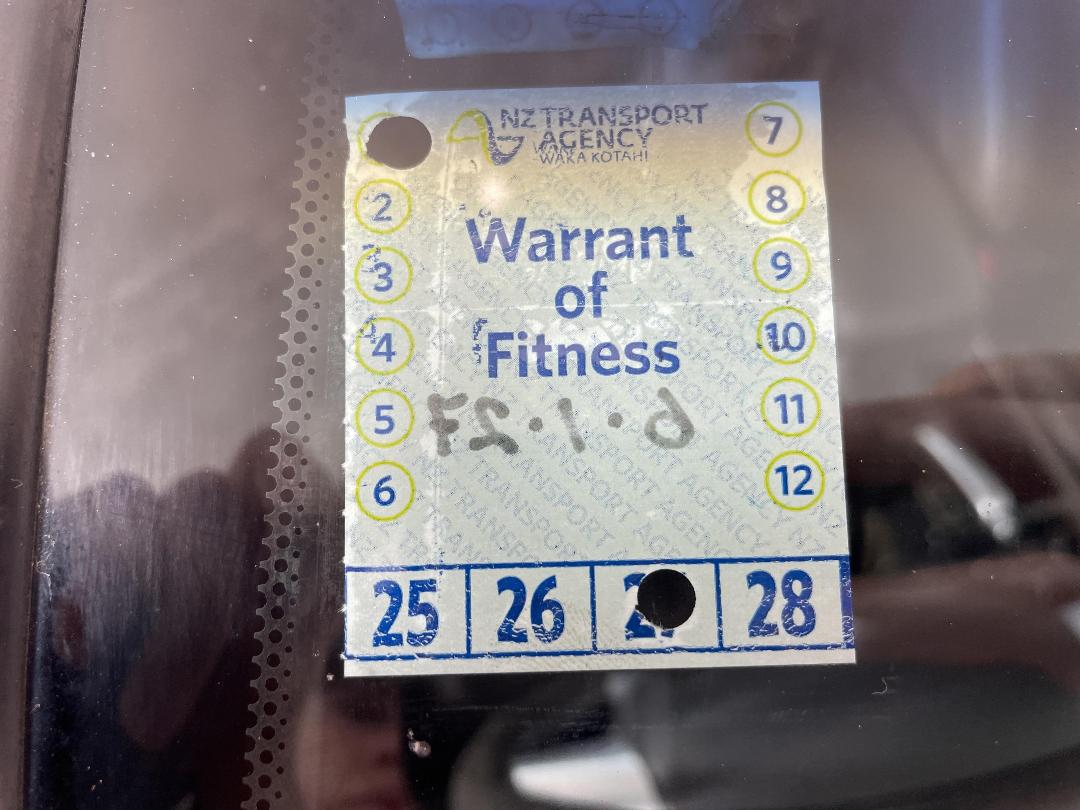 NZ TRANSPORT
AGENCY
WAKA KOTAHI
Warrant
of
Fitness
6·1·27
2
3
4
5
6
7
8
9
10
11
12
25 26 2 28